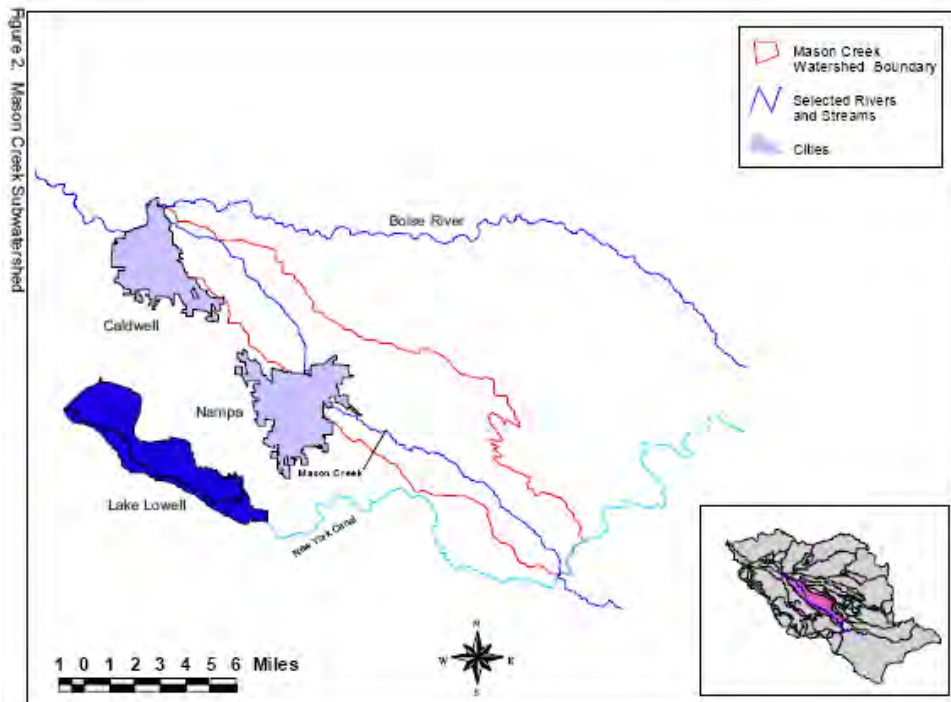 Figure 2. Mason Creek Subwatershed
Mason Creek
Watershed Boundary
Selected Rivers
and Streams
Cities
Boise River
Caldwell
Nampa
Mason Creek
Lake Lowell
New York Canal
N
W E
S
1 0 1 2 3 4 5 6 Miles